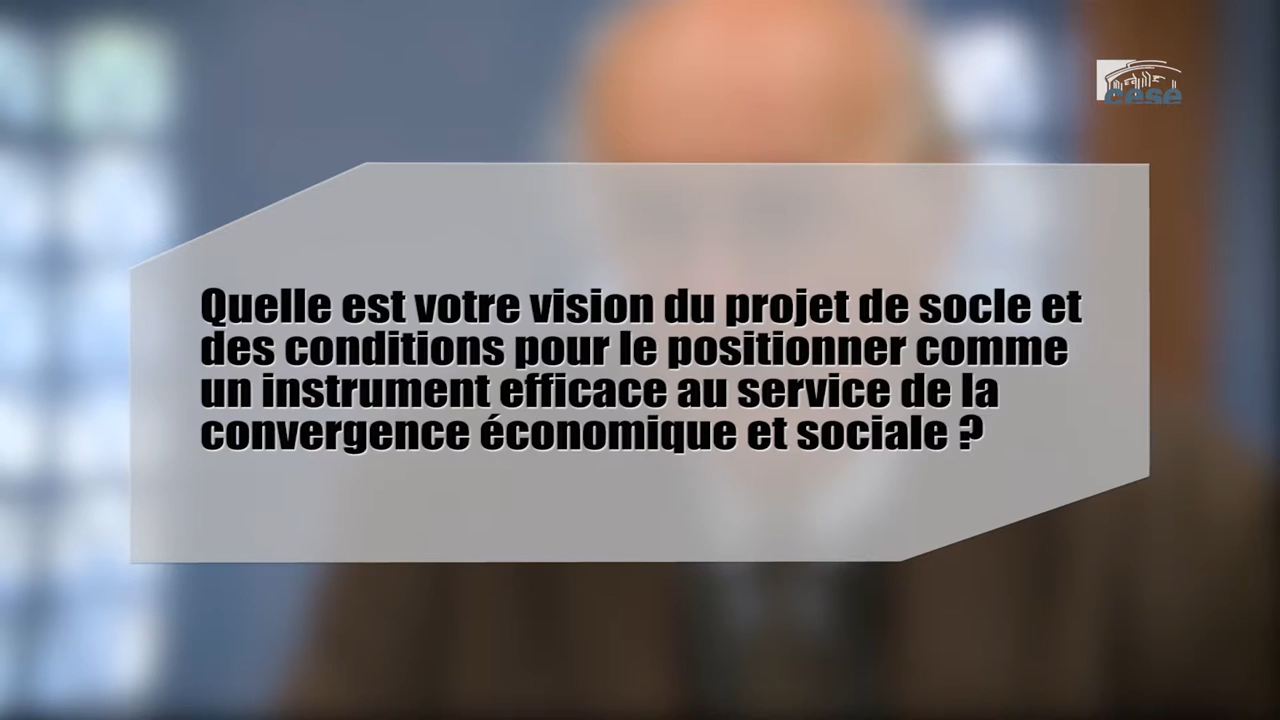 cese
Quelle est votre vision du projet de socle et
des conditions pour le positionner comme
un instrument efficace au service de la
convergence économique et sociale ?